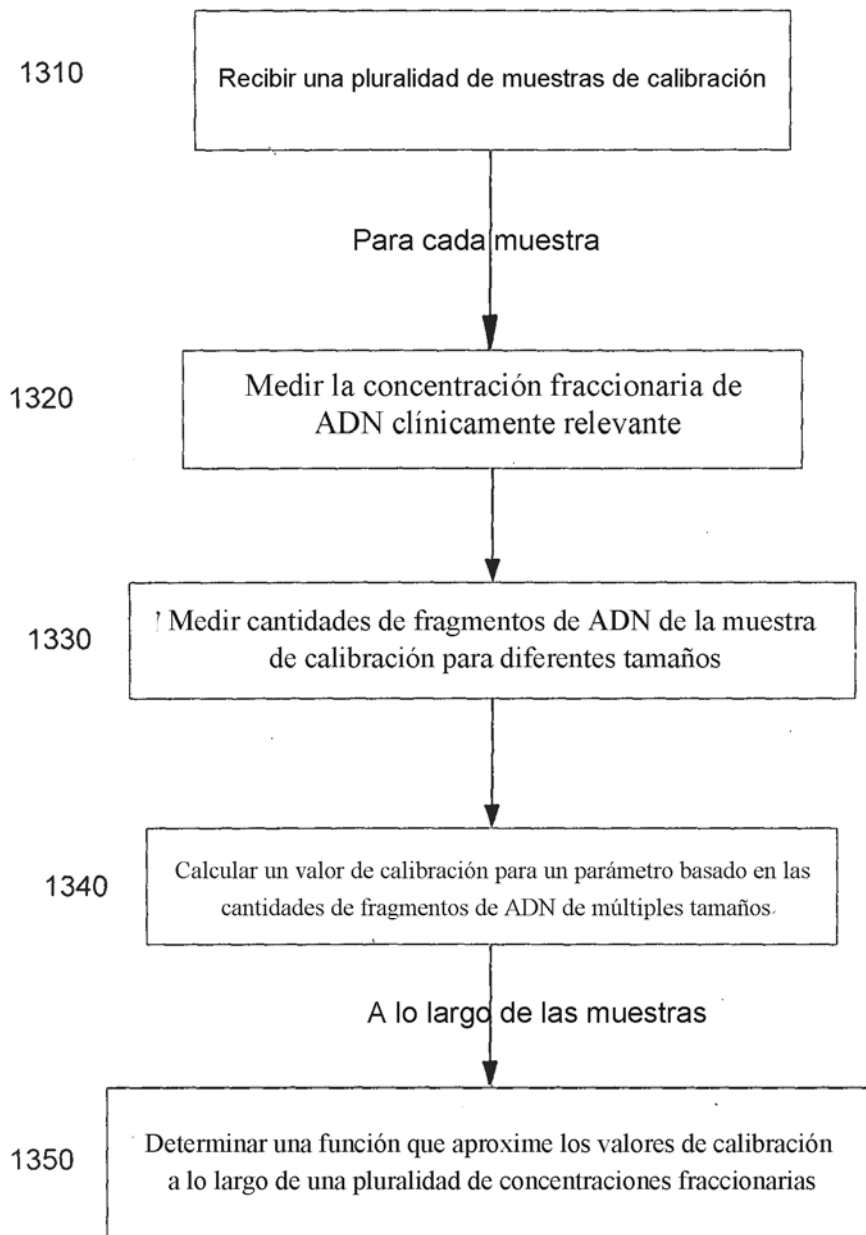 1310
Recibir una pluralidad de muestras de calibración
Para cada muestra
1320
Medir la concentración fraccionaria de
ADN clínicamente relevante
1330
Medir cantidades de fragmentos de ADN de la muestra
de calibración para diferentes tamaños
1340
Calcular un valor de calibración para un parámetro basado en las
cantidades de fragmentos de ADN de múltiples tamaños
A lo largo de las muestras
1350
Determinar una función que aproxime los valores de calibración
a lo largo de una pluralidad de concentraciones fraccionarias